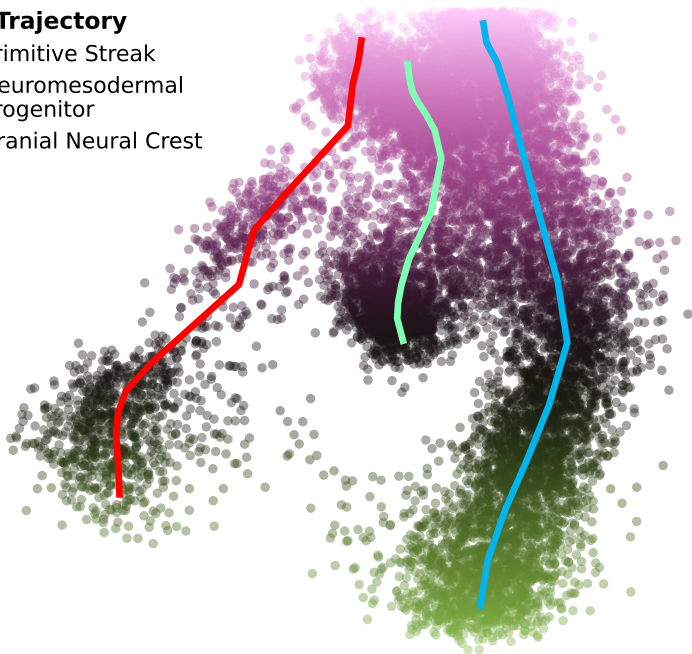 Trajectory
rimitive Streak
euromesodermal
rogenitor
ranial Neural Crest